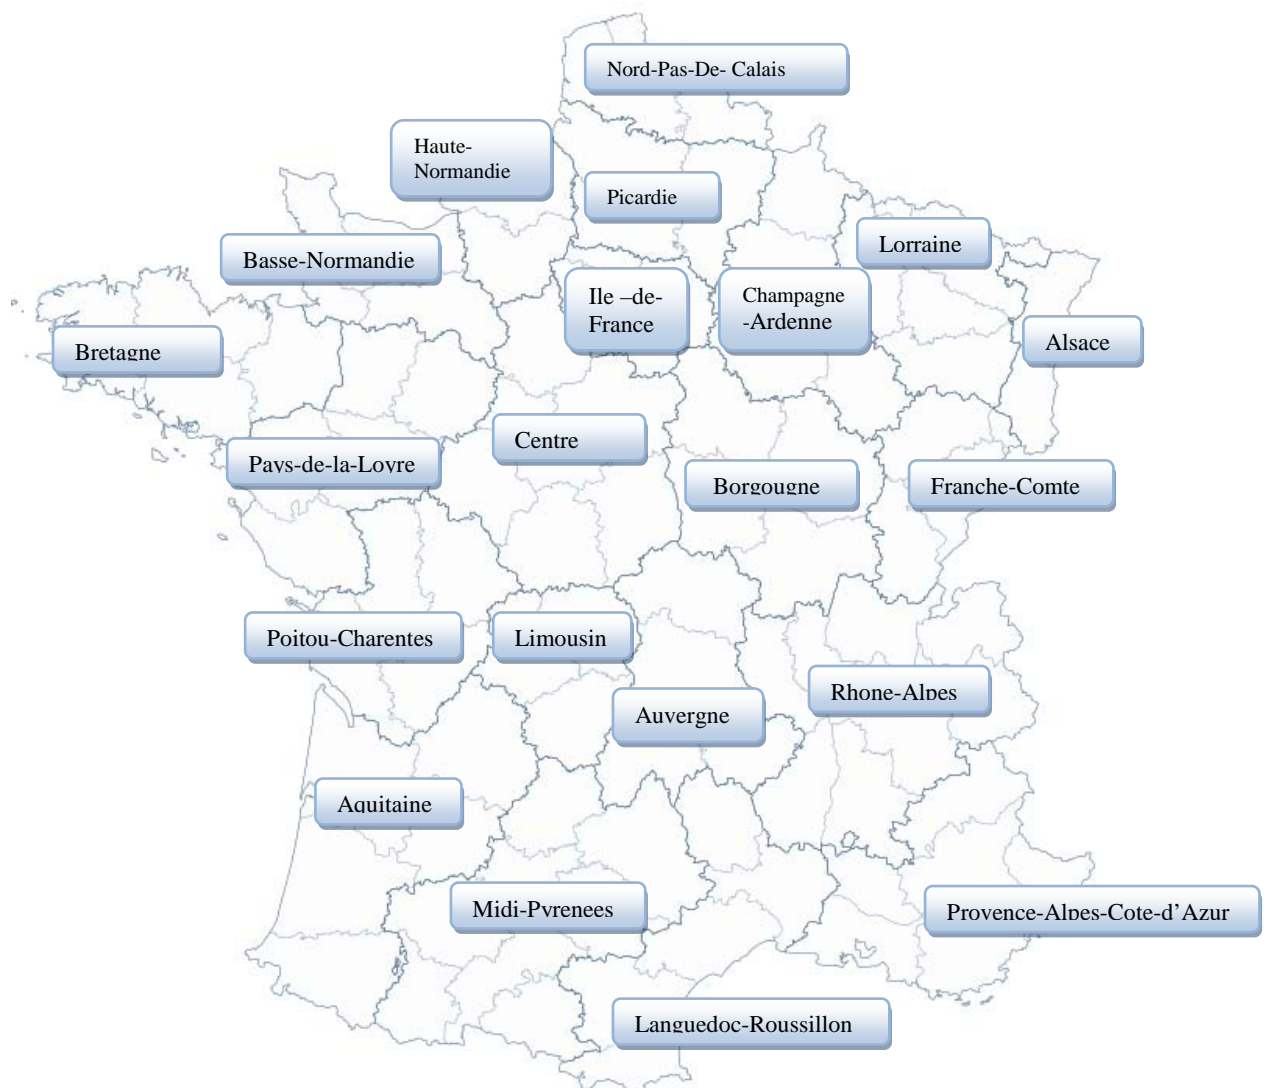 Nord-Pas-De- Calais
Haute-
Normandie
Picardie
Lorraine
Basse-Normandie
Ile –de-
France
Champagne
-Ardenne
Alsace
Bretagne
Centre
Pays-de-la-Loyre
Borgougne
Franche-Comte
Poitou-Charentes
Limousin
Rhone-Alpes
Auvergne
Aquitaine
Midi-Pyrenees
Provence-Alpes-Cote-d’Azur
Languedoc-Roussillon